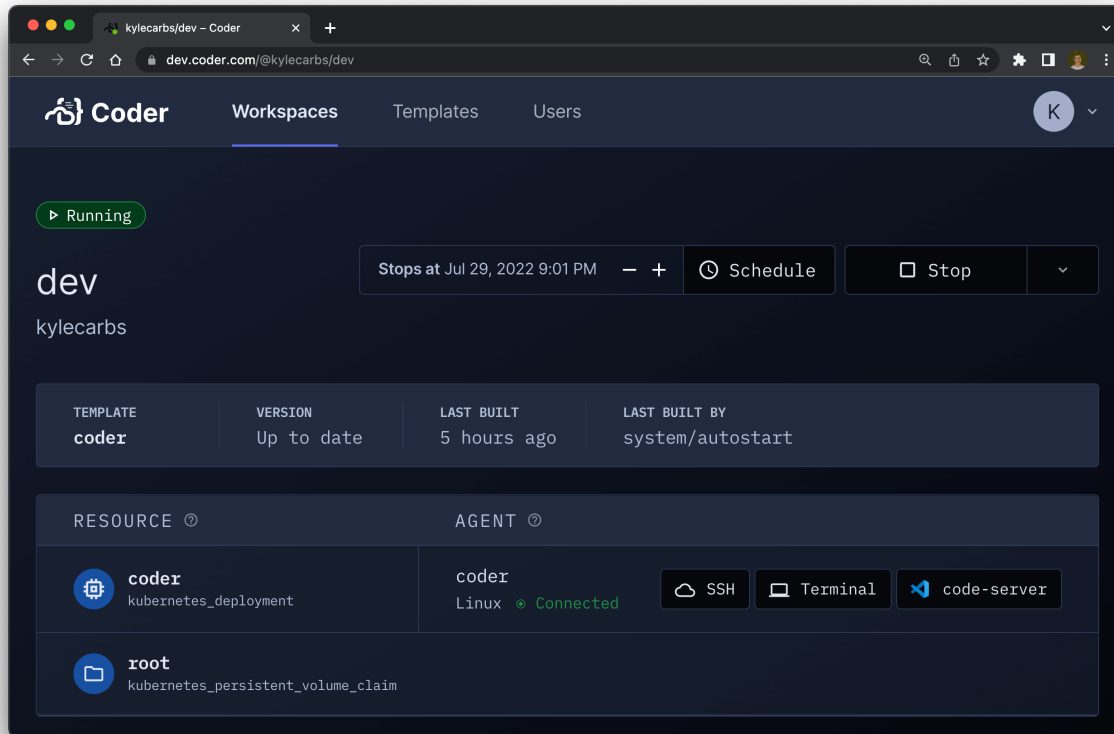 kylecarbs/dev – Coder
dev.coder.com/@kylecarbs/dev
Coder Workspaces Templates Users K
Running
Stops at Jul 29, 2022 9:01 PM Schedule Stop
dev
kylecarbs
TEMPLATE VERSION LAST BUILT LAST BUILT BY
coder Up to date 5 hours ago system/autostart
RESOURCE AGENT
coder
kubernetes_deployment
coder
Linux Connected
SSH Terminal code-server
root
kubernetes_persistent_volume_claim